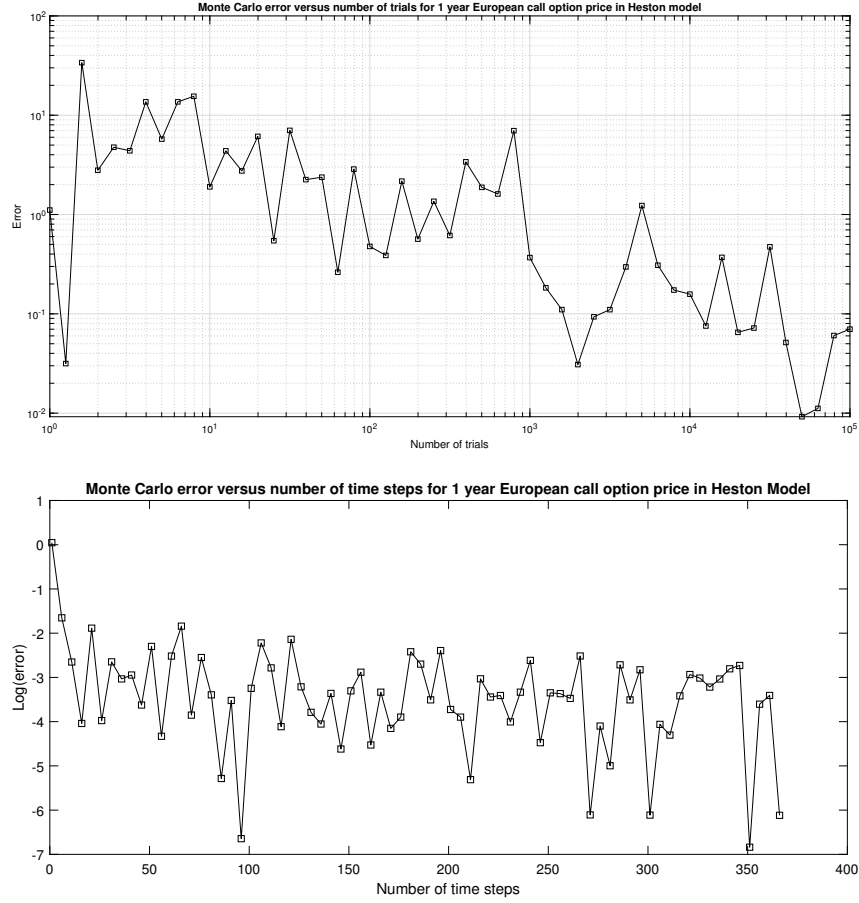 Monte Carlo error versus number of trials for 1 year European call option price in Heston model
10^2
10^1
10^0
10^-1
10^-2
Error
10^0 10^1 10^2 10^3 10^4 10^5
Number of trials
Monte Carlo error versus number of time steps for 1 year European call option price in Heston Model
1
0
-1
-2
-3
-4
-5
-6
-7
Log(error)
0 50 100 150 200 250 300 350 400
Number of time steps